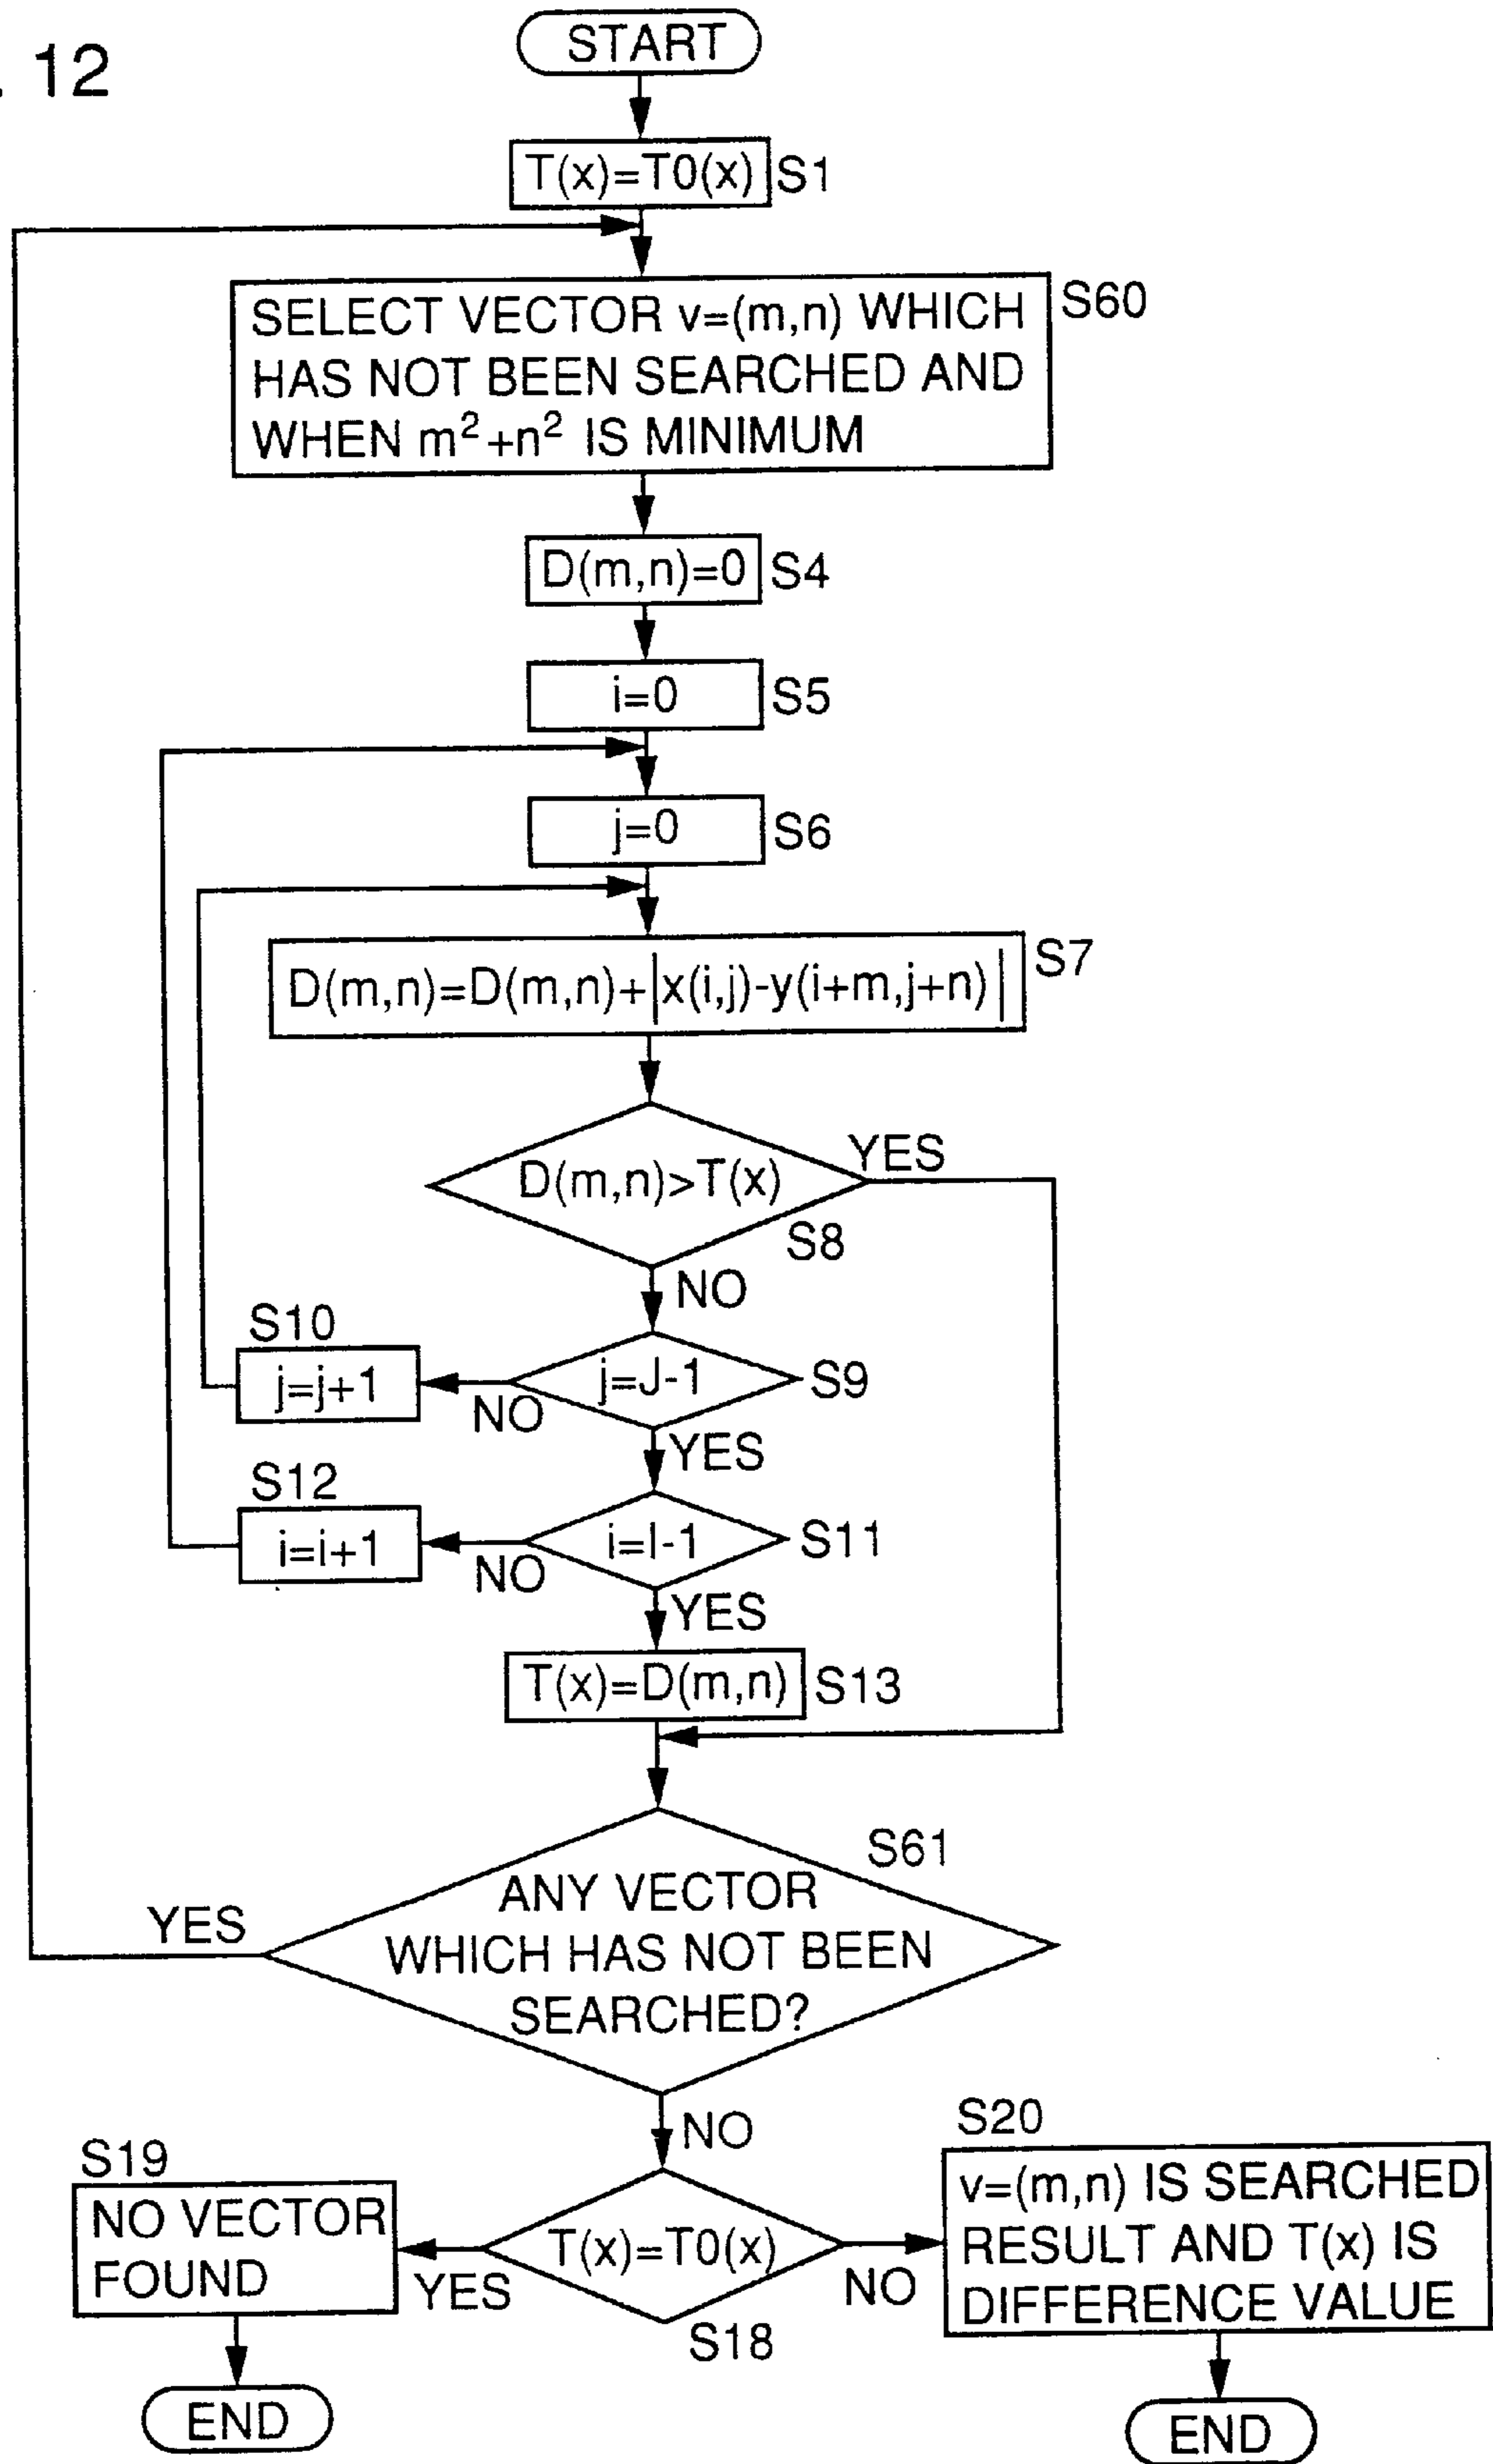 . 12
START
T(x)=T0(x) S1
SELECT VECTOR v=(m,n) WHICH S60
HAS NOT BEEN SEARCHED AND
WHEN m²+n² IS MINIMUM
D(m,n)=0 S4
i=0 S5
j=0 S6
D(m,n)=D(m,n)+|x(i,j)-y(i+m,j+n)| S7
D(m,n)>T(x) YES
S8
NO
S10
j=j+1 NO j=J-1 S9
YES
S12
i=i+1 NO i=I-1 S11
YES
T(x)=D(m,n) S13
S61
YES
ANY VECTOR
WHICH HAS NOT BEEN
SEARCHED?
NO
S19
NO VECTOR
FOUND
YES T(x)=T0(x) NO
S18
S20
v=(m,n) IS SEARCHED
RESULT AND T(x) IS
DIFFERENCE VALUE
END
END